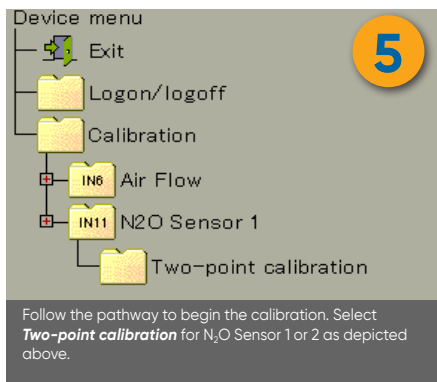 Device menu
5
Exit
Logon/logoff
Calibration
IN6 Air Flow
IN11 N2O Sensor 1
Two-point calibration
Follow the pathway to begin the calibration. Select
Two-point calibration for N₂O Sensor 1 or 2 as depicted
above.